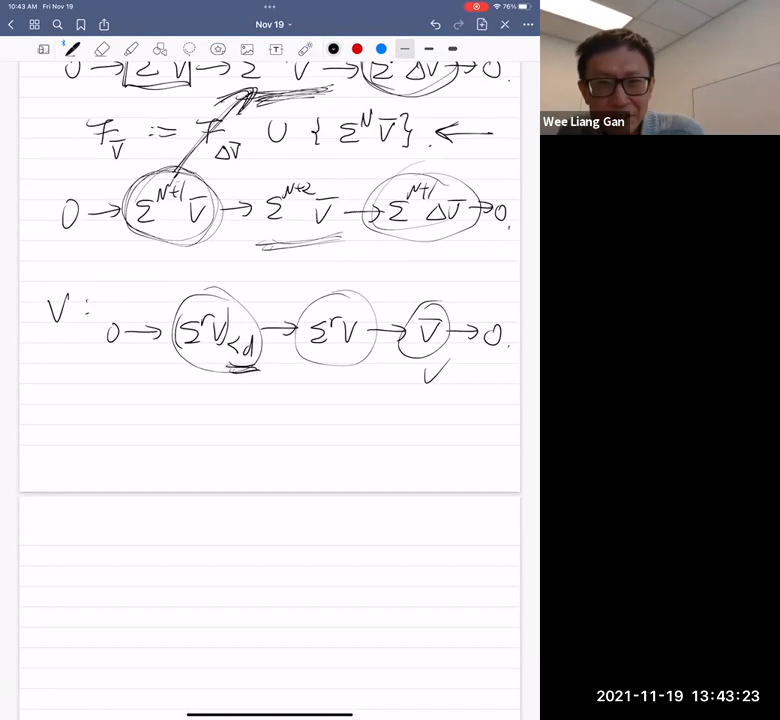 10:43 AM Fri Nov 19
76%
Nov 19
0 → Σ V → Σ V → Σ ΔV → 0.
F_V̄ := F_ΔV̄ ∪ { Σ^N V̄ }. ←
0 → Σ^{N+1} V̄ → Σ^{N+2} V̄ → Σ^{N+1} ΔV̄ → 0.
V :
0 → (Σ^r V)_{<d} → Σ^r V → V̄ → 0.
✓
Wee Liang Gan
2021-11-19 13:43:23